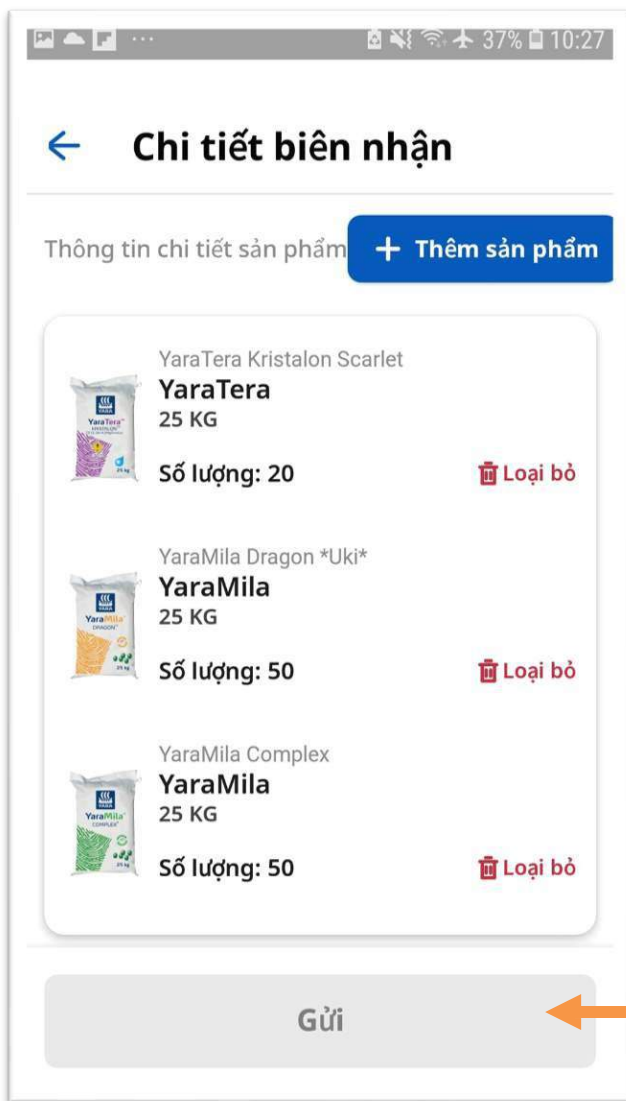 37% 10:27
Chi tiết biên nhận
Thông tin chi tiết sản phẩm
+ Thêm sản phẩm
YaraTera Kristalon Scarlet
YaraTera
25 KG
Số lượng: 20
Loại bỏ
YaraMila Dragon *Uki*
YaraMila
25 KG
Số lượng: 50
Loại bỏ
YaraMila Complex
YaraMila
25 KG
Số lượng: 50
Loại bỏ
Gửi